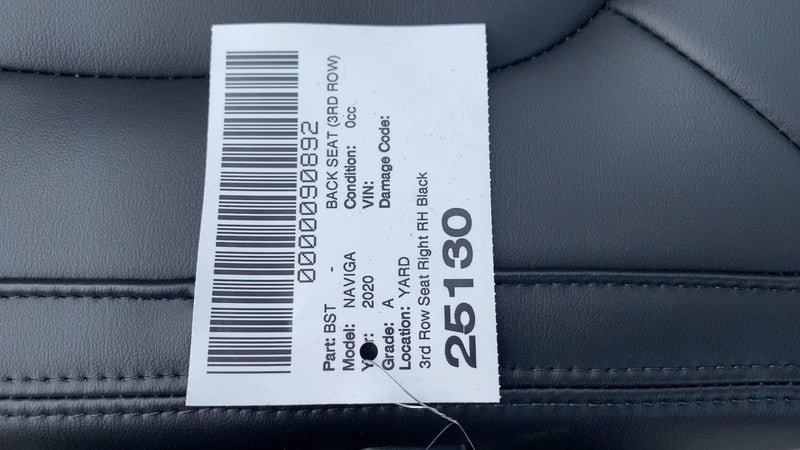 0000090892
Part: BST - BACK SEAT (3RD ROW)
Model: NAVIGA Condition: 0cc
Year: 2020 VIN:
Grade: A Damage Code:
Location: YARD
3rd Row Seat Right RH Black
25130